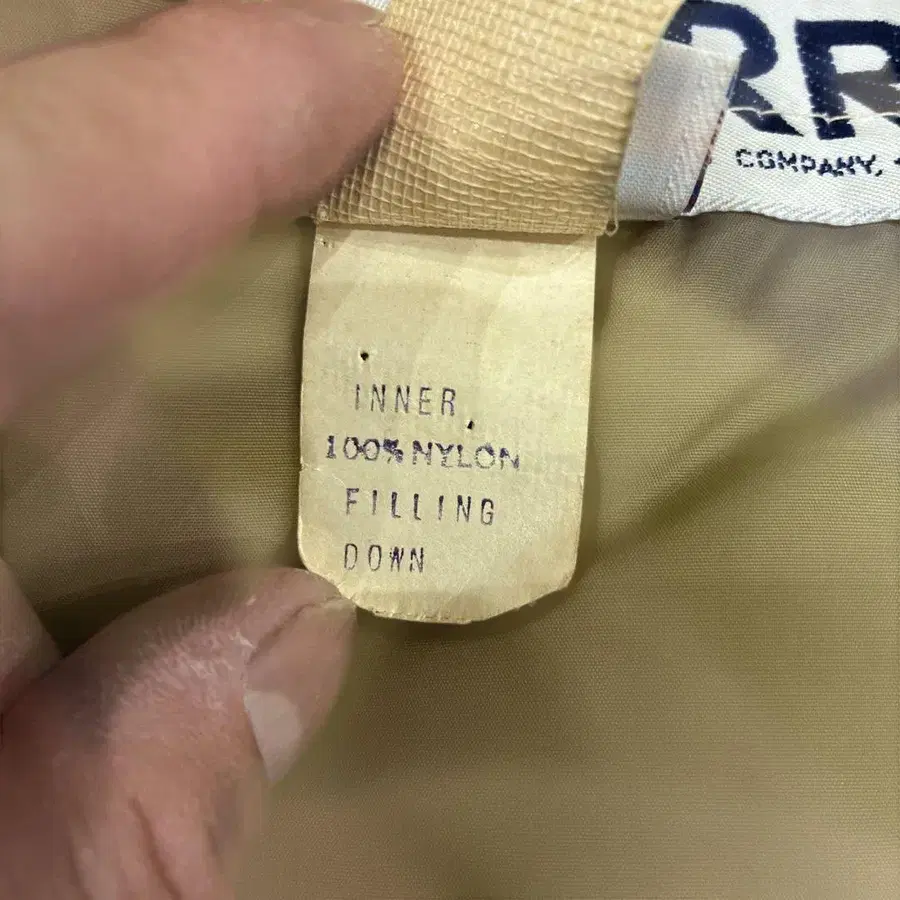 RR
COMPANY,
INNER
100% NYLON
FILLING
DOWN